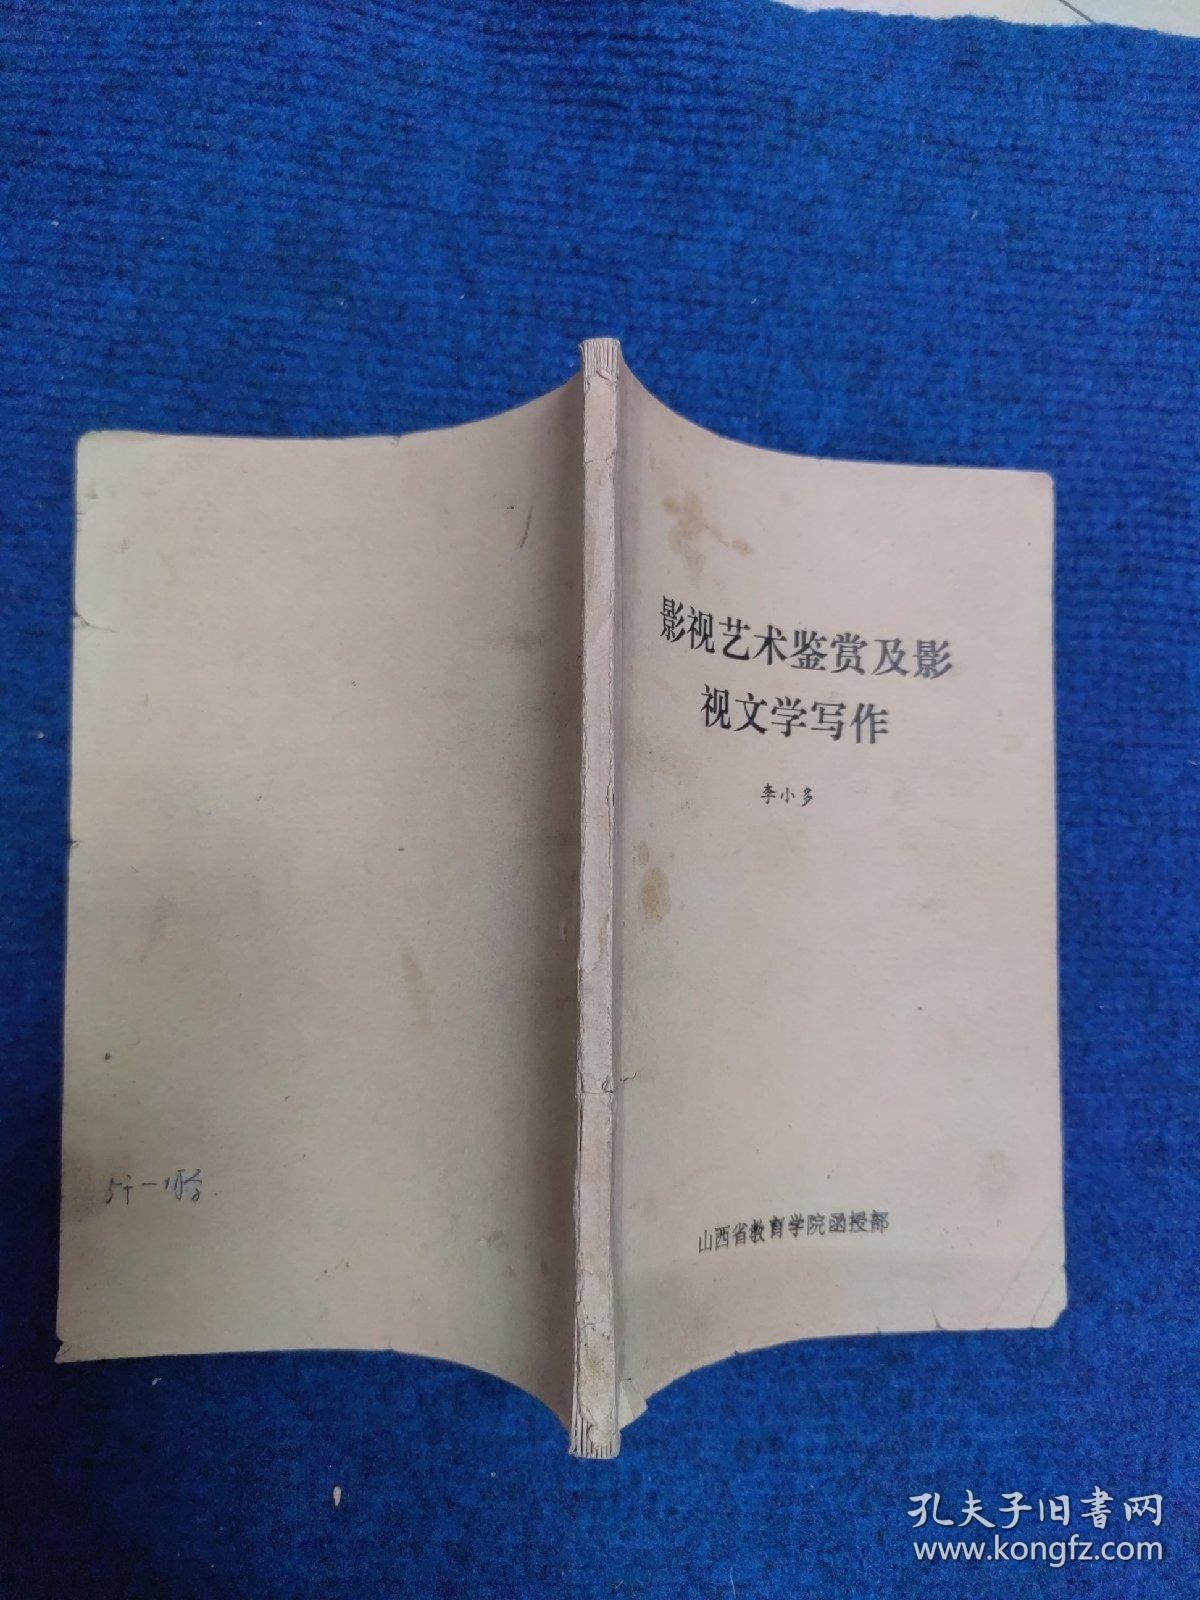 影视艺术鉴赏及影
视文学写作
李小多
山西省教育学院函授部
孔夫子旧书网
www.kongfz.com